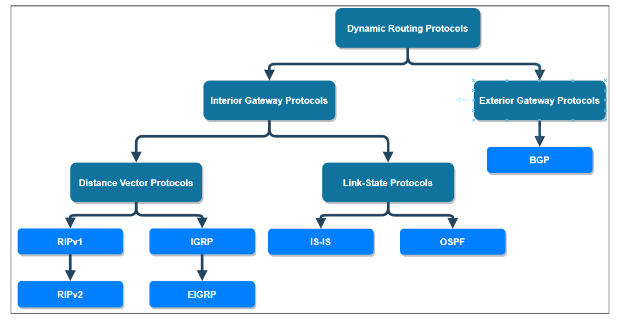 Dynamic Routing Protocols
Interior Gateway Protocols
Exterior Gateway Protocols
BGP
Distance Vector Protocols
Link-State Protocols
RIPv1
IGRP
IS-IS
OSPF
RIPv2
EIGRP